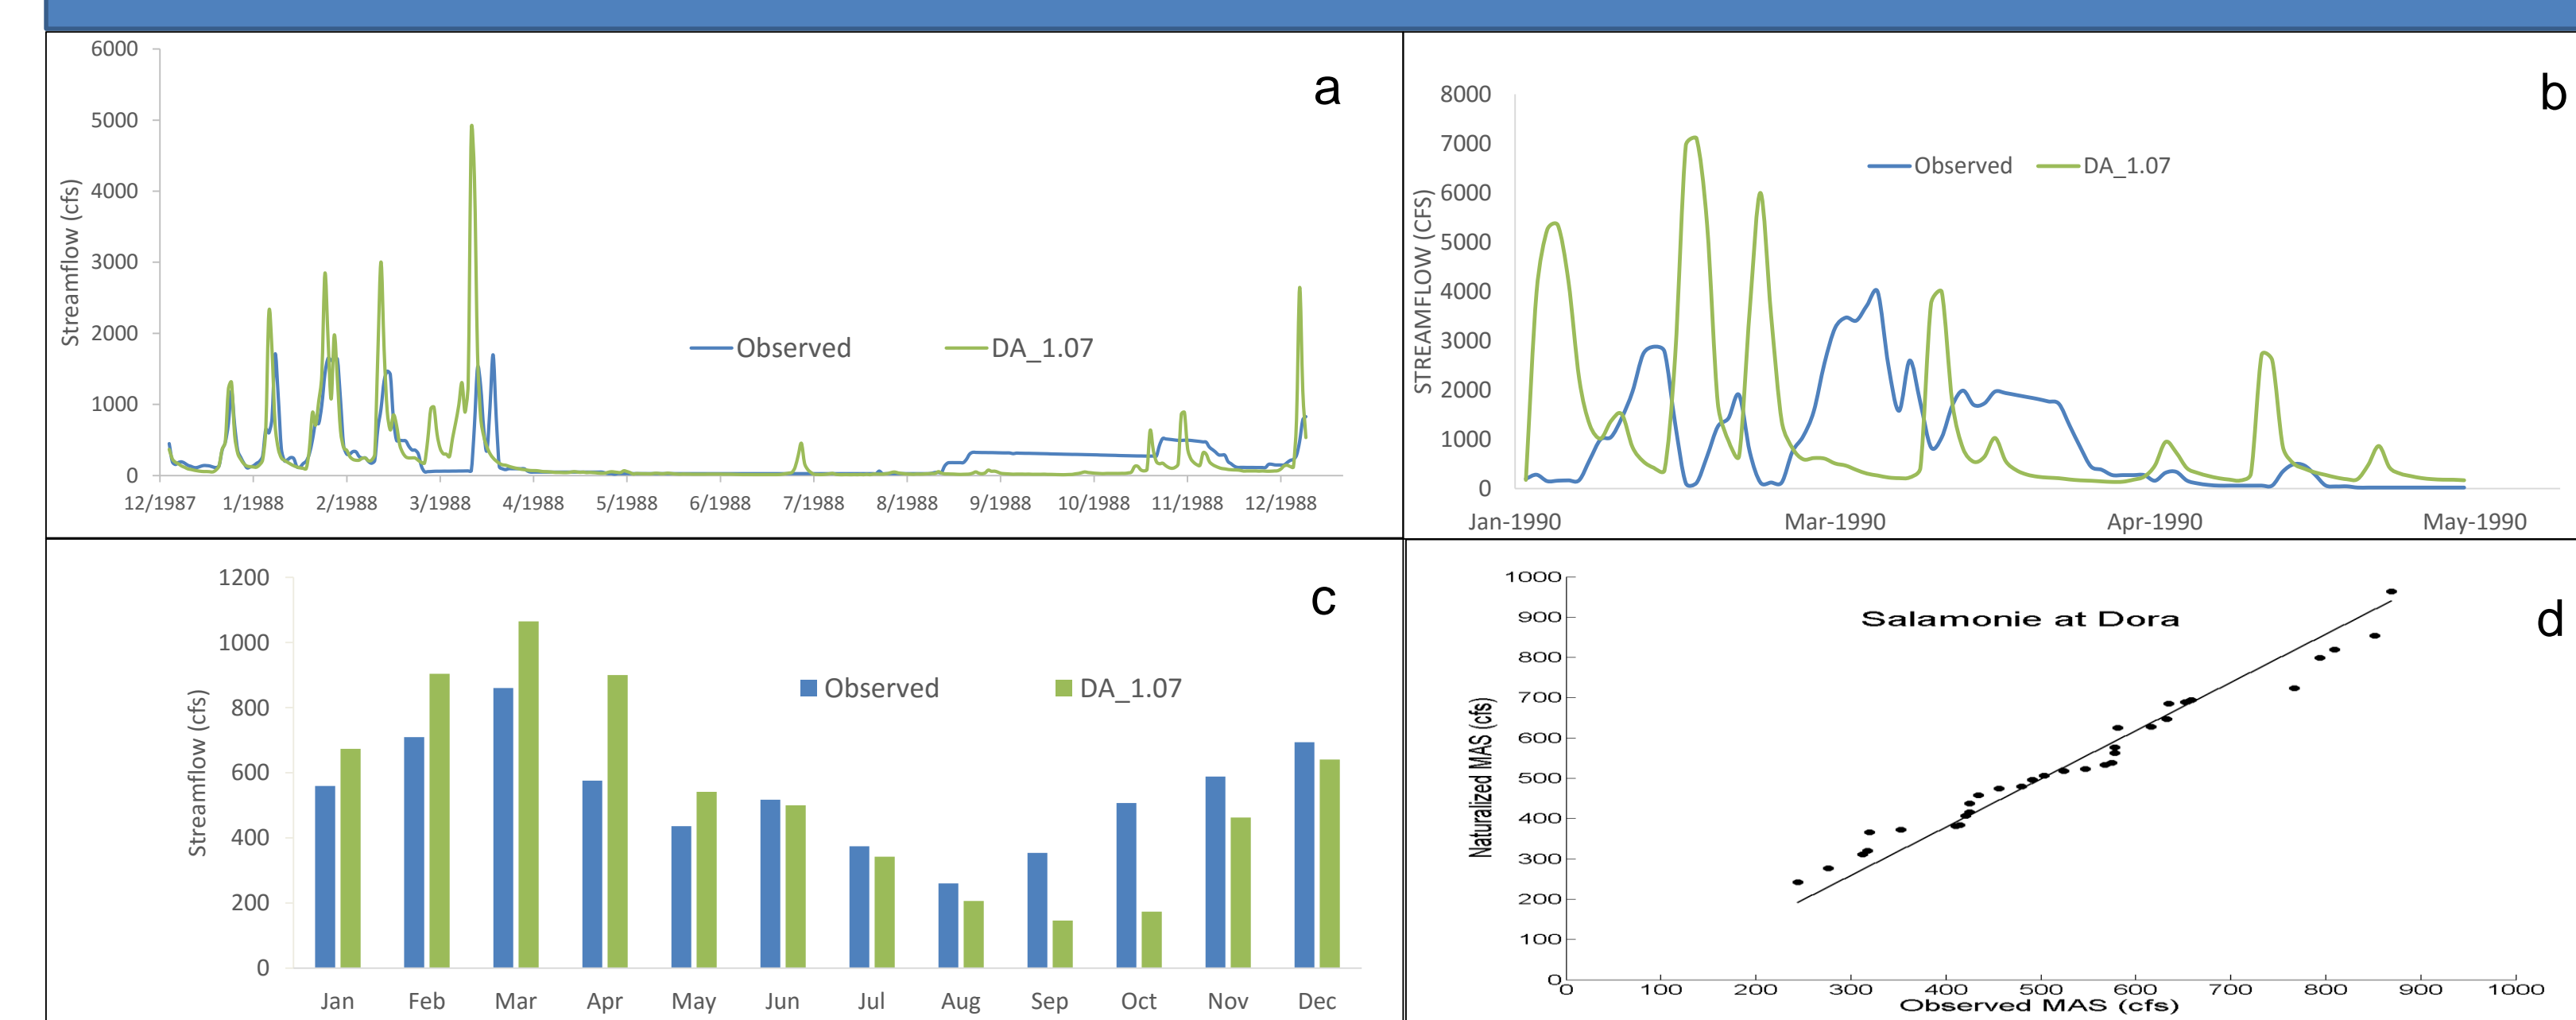 a
6000
5000
4000
3000
2000
1000
0
Streamflow (cfs)
Observed DA_1.07
12/1987 1/1988 2/1988 3/1988 4/1988 5/1988 6/1988 7/1988 8/1988 9/1988 10/1988 11/1988 12/1988
b
8000
7000
6000
5000
4000
3000
2000
1000
0
STREAMFLOW (CFS)
Observed DA_1.07
Jan-1990 Mar-1990 Apr-1990 May-1990
c
1200
1000
800
600
400
200
0
Streamflow (cfs)
Observed DA_1.07
Jan Feb Mar Apr May Jun Jul Aug Sep Oct Nov Dec
d
Salamonie at Dora
1000
900
800
700
600
500
400
300
200
100
0
Naturalized MAS (cfs)
0 100 200 300 400 500 600 700 800 900 1000
Observed MAS (cfs)